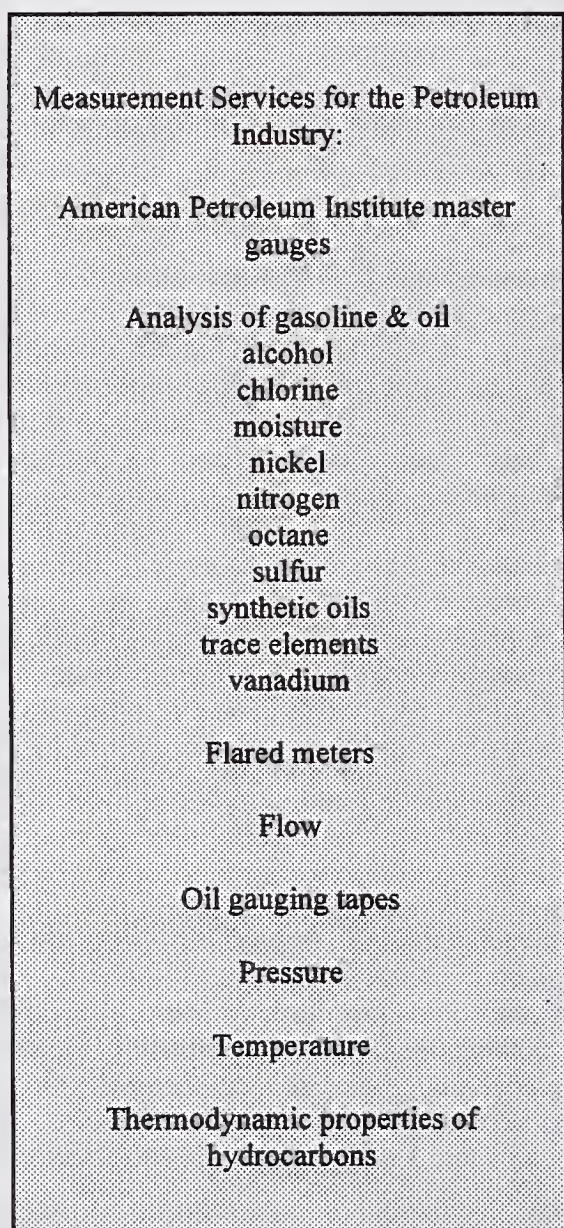 Measurement Services for the Petroleum
Industry:
American Petroleum Institute master
gauges
Analysis of gasoline & oil
alcohol
chlorine
moisture
nickel
nitrogen
octane
sulfur
synthetic oils
trace elements
vanadium
Flared meters
Flow
Oil gauging tapes
Pressure
Temperature
Thermodynamic properties of
hydrocarbons